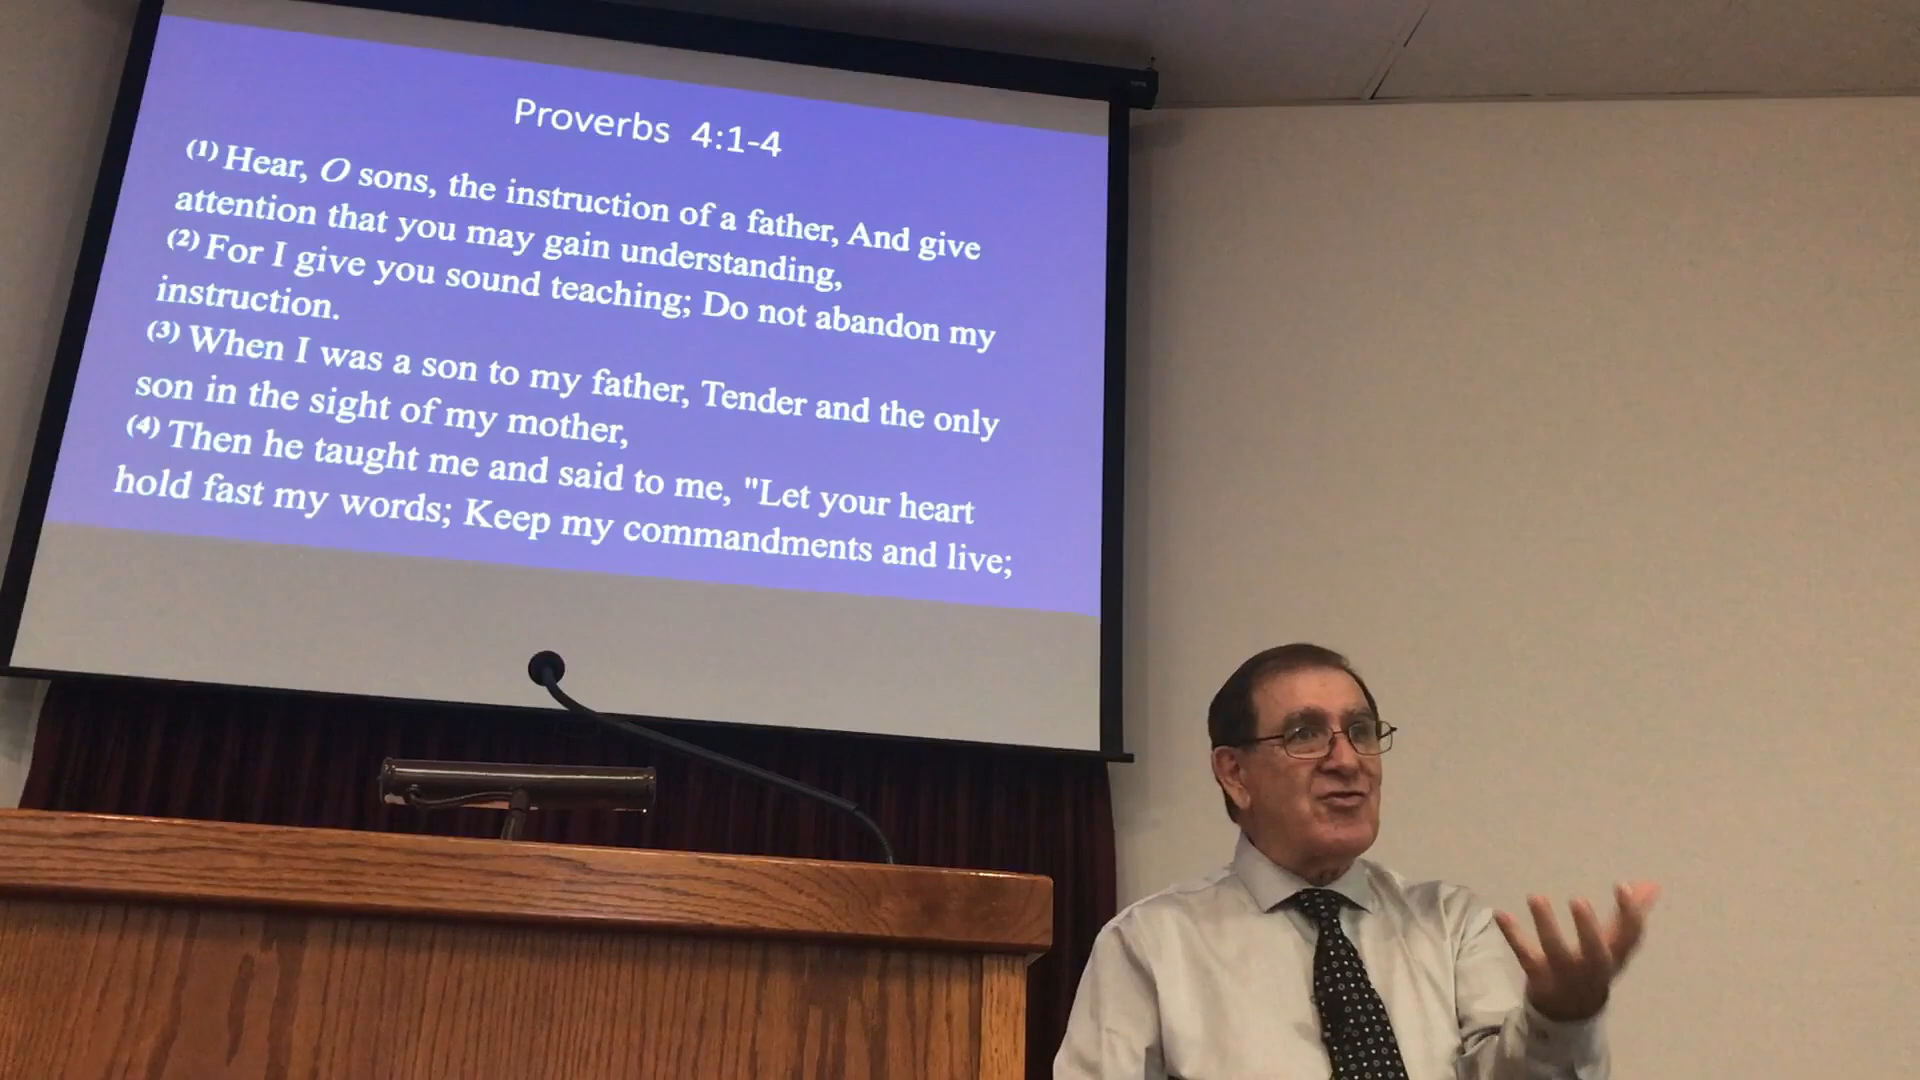 Proverbs 4:1-4
(1) Hear, O sons, the instruction of a father, And give
attention that you may gain understanding,
(2) For I give you sound teaching; Do not abandon my
instruction.
(3) When I was a son to my father, Tender and the only
son in the sight of my mother,
(4) Then he taught me and said to me, "Let your heart
hold fast my words; Keep my commandments and live;